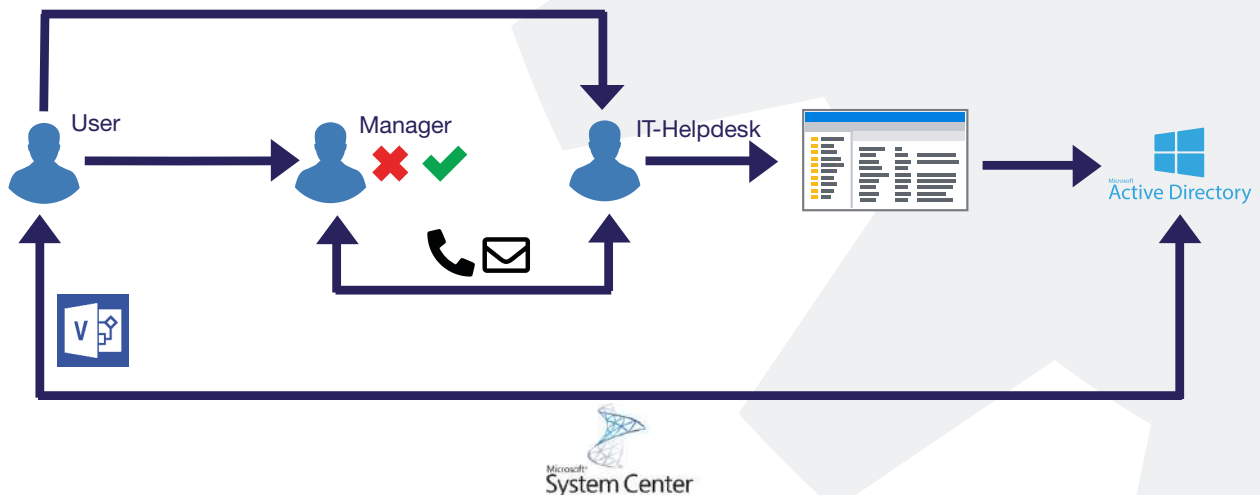 User
Manager
IT-Helpdesk
Microsoft
Active Directory
V
Microsoft
System Center